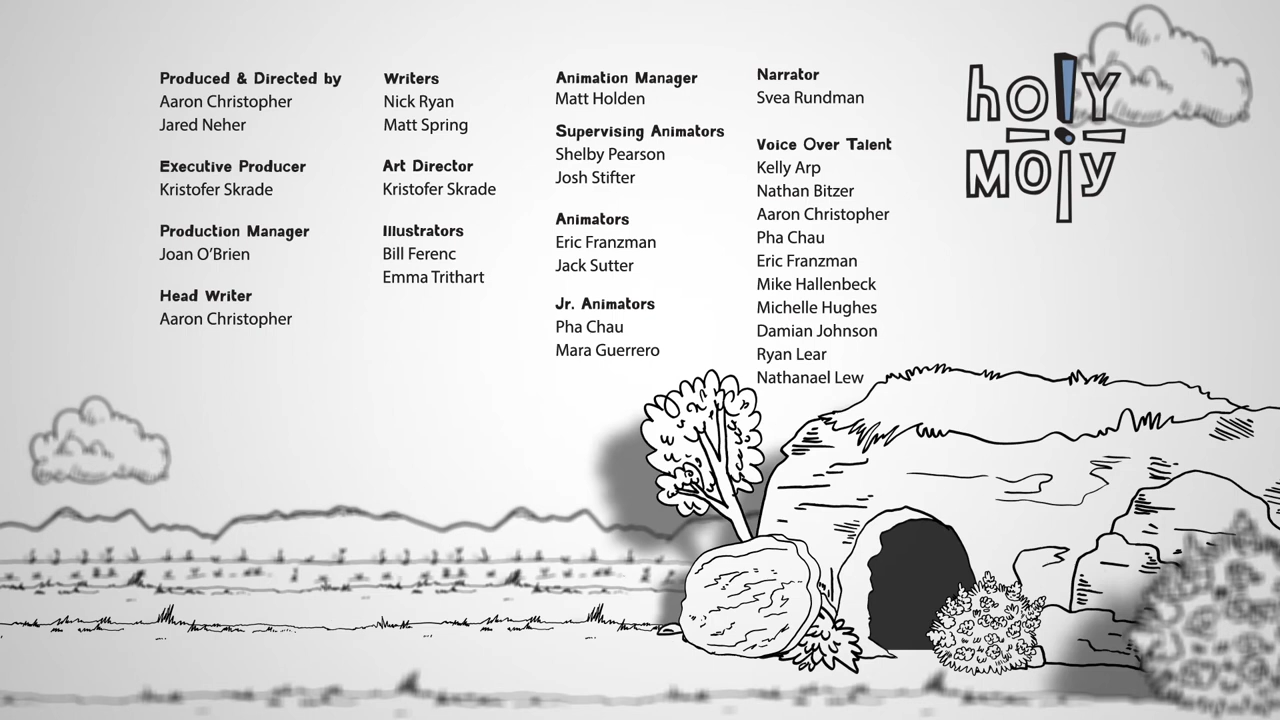 Produced & Directed by
Aaron Christopher
Jared Neher
Executive Producer
Kristofer Skrade
Production Manager
Joan O'Brien
Head Writer
Aaron Christopher
Writers
Nick Ryan
Matt Spring
Art Director
Kristofer Skrade
Illustrators
Bill Ferenc
Emma Trithart
Animation Manager
Matt Holden
Supervising Animators
Shelby Pearson
Josh Stifter
Animators
Eric Franzman
Jack Sutter
Jr. Animators
Pha Chau
Mara Guerrero
Narrator
Svea Rundman
Voice Over Talent
Kelly Arp
Nathan Bitzer
Aaron Christopher
Pha Chau
Eric Franzman
Mike Hallenbeck
Michelle Hughes
Damian Johnson
Ryan Lear
Nathanael Lew
holy
moly